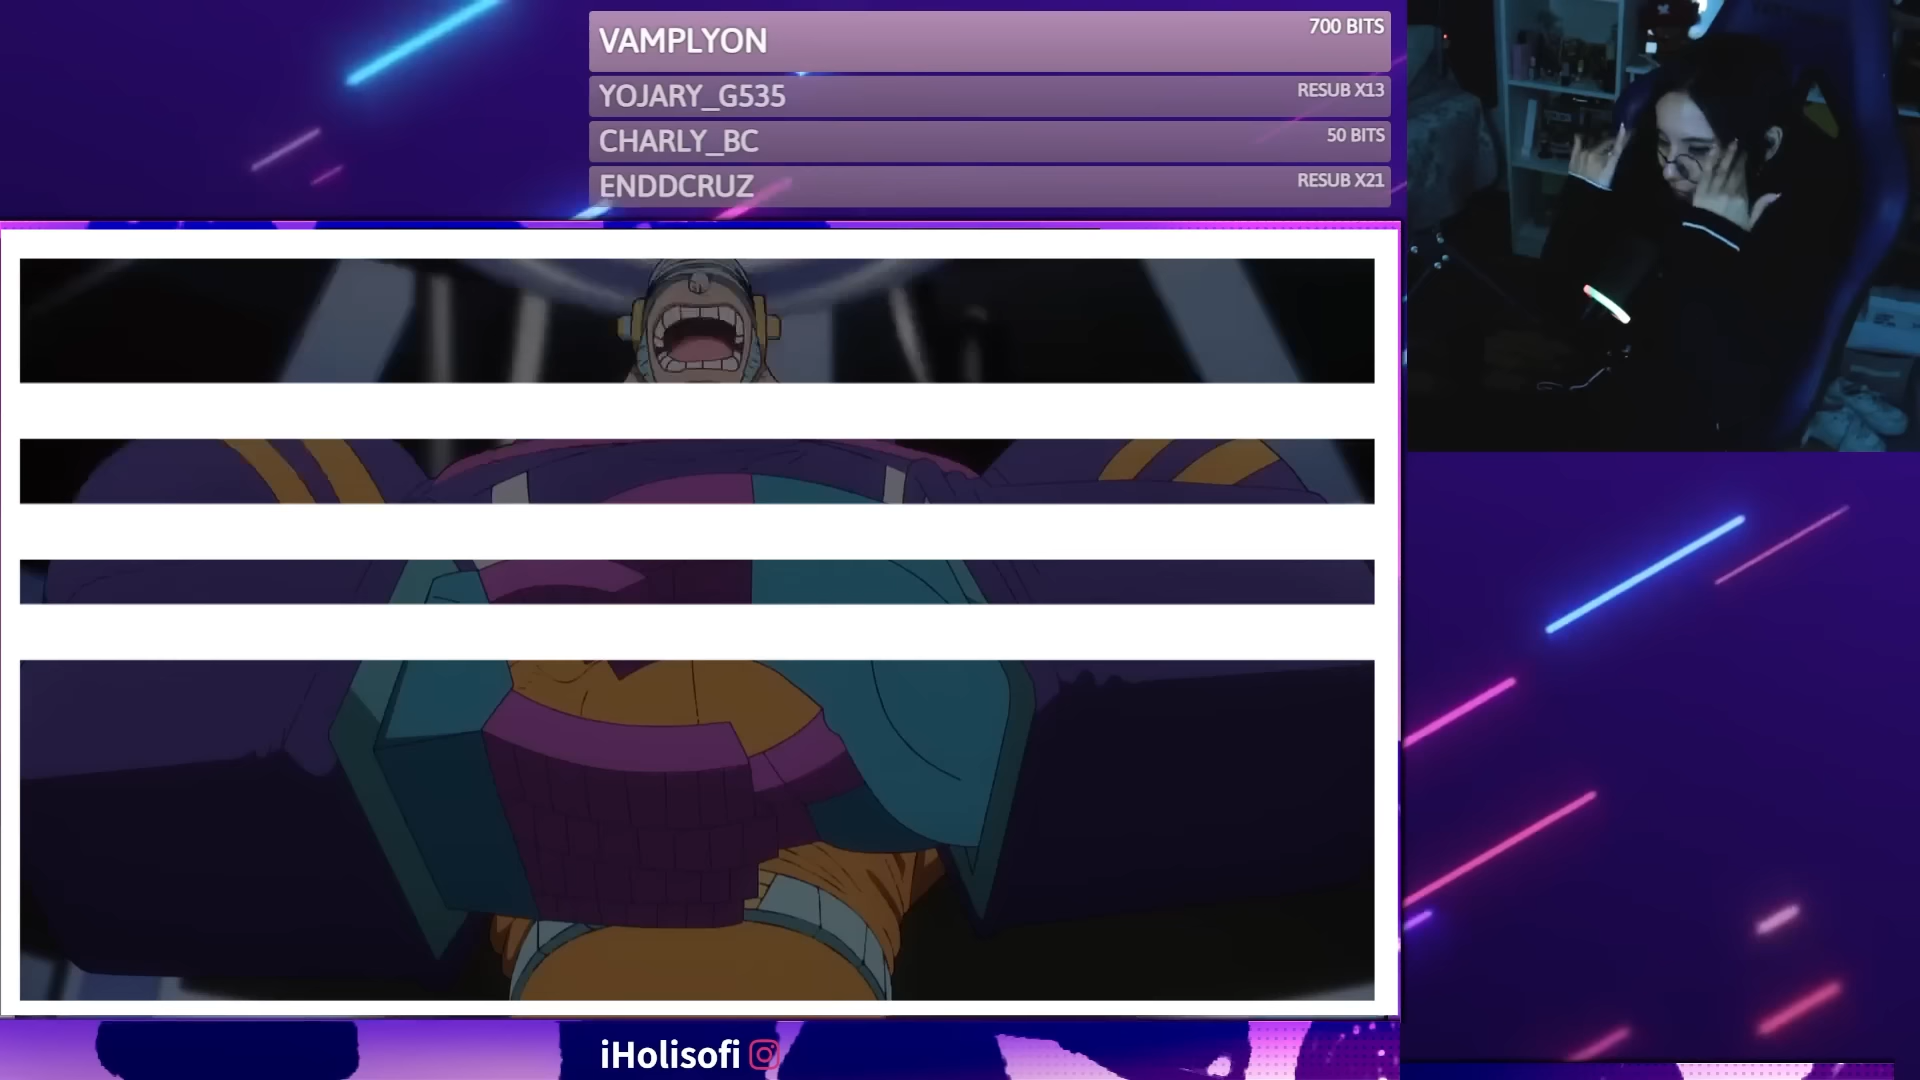 VAMPLYON 700 BITS
YOJARY_G535 RESUB X13
CHARLY_BC 50 BITS
ENDDCRUZ RESUB X21
iHolisofi